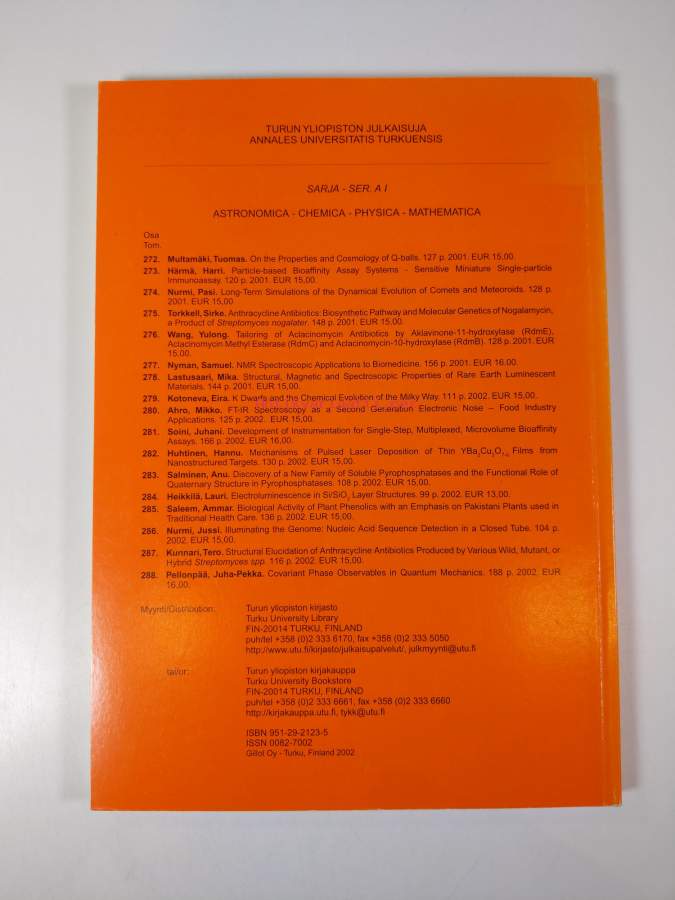 TURUN YLIOPISTON JULKAISUJA
ANNALES UNIVERSITATIS TURKUENSIS
SARJA - SER. A I
ASTRONOMICA - CHEMICA - PHYSICA - MATHEMATICA
Osa
Tom.
272. Multamäki, Tuomas. On the Properties and Cosmology of Q-balls. 127 p. 2001. EUR 15,00.
273. Härmä, Harri. Particle-based Bioaffinity Assay Systems - Sensitive Miniature Single-particle
Immunoassay. 120 p. 2001. EUR 15,00.
274. Nurmi, Pasi. Long-Term Simulations of the Dynamical Evolution of Comets and Meteoroids. 128 p.
2001. EUR 15,00
275. Torkkell, Sirke. Anthracycline Antibiotics: Biosynthetic Pathway and Molecular Genetics of Nogalamycin,
a Product of Streptomyces nogalater. 148 p. 2001. EUR 15,00.
276. Wang, Yulong. Tailoring of Aclacinomycin Antibiotics by Aklavinone-11-hydroxylase (RdmE),
Aclacinomycin Methyl Esterase (RdmC) and Aclacinomycin-10-hydroxylase (RdmB). 128 p. 2001. EUR
15,00.
277. Nyman, Samuel. NMR Spectroscopic Applications to Biomedicine. 156 p. 2001. EUR 16.00.
278. Lastusaari, Mika. Structural, Magnetic and Spectroscopic Properties of Rare Earth Luminescent
Materials. 144 p. 2001. EUR 15,00.
279. Kotoneva, Eira. K Dwarfs and the Chemical Evolution of the Milky Way. 111 p. 2002. EUR 15,00.
280. Ahro, Mikko. FT-IR Spectroscopy as a Second Generation Electronic Nose – Food Industry
Applications. 125 p. 2002. EUR 15,00.
281. Soini, Juhani. Development of Instrumentation for Single-Step, Multiplexed, Microvolume Bioaffinity
Assays. 166 p. 2002. EUR 16,00.
282. Huhtinen, Hannu. Mechanisms of Pulsed Laser Deposition of Thin YBa2Cu3O7-δ Films from
Nanostructured Targets. 130 p. 2002. EUR 15,00.
283. Salminen, Anu. Discovery of a New Family of Soluble Pyrophosphatases and the Functional Role of
Quaternary Structure in Pyrophosphatases. 108 p. 2002. EUR 15,00.
284. Heikkilä, Lauri. Electroluminescence in Si/SiO2 Layer Structures. 99 p. 2002. EUR 13,00.
285. Saleem, Ammar. Biological Activity of Plant Phenolics with an Emphasis on Pakistani Plants used in
Traditional Health Care. 136 p. 2002. EUR 15,00.
286. Nurmi, Jussi. Illuminating the Genome: Nucleic Acid Sequence Detection in a Closed Tube. 104 p.
2002. EUR 15,00.
287. Kunnari, Tero. Structural Elucidation of Anthracycline Antibiotics Produced by Various Wild, Mutant, or
Hybrid Streptomyces spp. 116 p. 2002. EUR 15,00.
288. Pellonpää, Juha-Pekka. Covariant Phase Observables in Quantum Mechanics. 188 p. 2002. EUR
16,00.
Myynti/Distribution: Turun yliopiston kirjasto
Turku University Library
FIN-20014 TURKU, FINLAND
puh/tel +358 (0)2 333 6170, fax +358 (0)2 333 5050
http://www.utu.fi/kirjasto/julkaisupalvelut/, julkmyynti@utu.fi
tai/or: Turun yliopiston kirjakauppa
Turku University Bookstore
FIN-20014 TURKU, FINLAND
puh/tel +358 (0)2 333 6661, fax +358 (0)2 333 6660
http://kirjakauppa.utu.fi, tykk@utu.fi
ISBN 951-29-2123-5
ISSN 0082-7002
Gillot Oy - Turku, Finland 2002